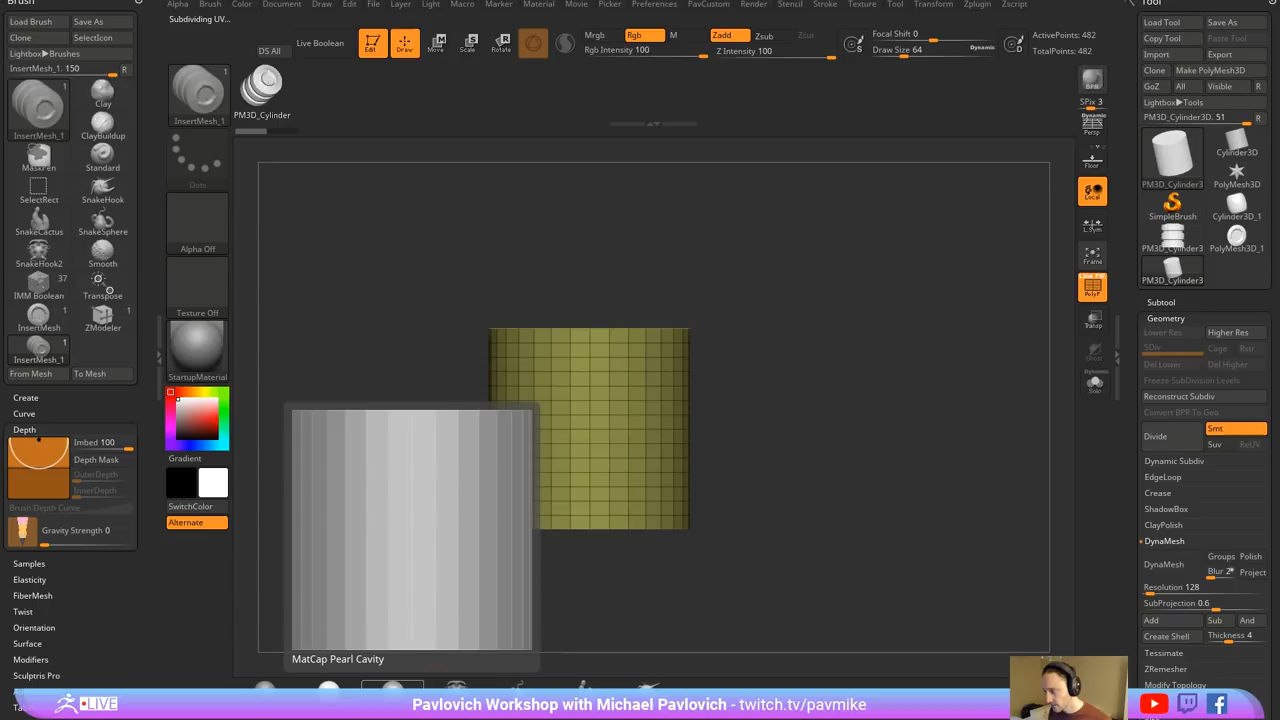 Brush
Tool
Alpha Brush Color Document Draw Edit File Layer Light Macro Marker Material Movie Picker Preferences PavCustom Render Stencil Stroke Texture Tool Transform Zplugin Zscript
Subdividing UV...
Load Brush Save As
Clone SelectIcon
Lightbox▶Brushes
InsertMesh_1. 150 R
1
InsertMesh_1
Clay
ClayBuildup
MaskPen
Standard
SelectRect
SnakeHook
SnakeCactus
SnakeSphere
SnakeHook2
Smooth
37
IMM Boolean
Transpose
1
InsertMesh
1
ZModeler
1
InsertMesh_1
From Mesh To Mesh
Create
Curve
Depth
Imbed 100
Depth Mask
OuterDepth
InnerDepth
Brush Depth Curve
Gravity Strength 0
Samples
Elasticity
FiberMesh
Twist
Orientation
Surface
Modifiers
Sculptris Pro
DS All
Live Boolean
Edit
Draw
Move
Scale
Rotate
Mrgb Rgb M
Rgb Intensity 100
Zadd Zsub Zcut
Z Intensity 100
S
Focal Shift 0
Draw Size 64
Dynamic
D
ActivePoints: 482
TotalPoints: 482
1
InsertMesh_1
PM3D_Cylinder
Dots
Alpha Off
Texture Off
StartupMaterial
Gradient
SwitchColor
Alternate
MatCap Pearl Cavity
BPR
SPix 3
Dynamic
Persp
Floor
Local
L.Sym
Frame
Line Fill
PolyF
Transp
Ghost
Dynamic
Solo
Load Tool Save As
Copy Tool Paste Tool
Import Export
Clone Make PolyMesh3D
GoZ All Visible R
Lightbox▶Tools
PM3D_Cylinder3D. 51 R
PM3D_Cylinder3
Cylinder3D
PolyMesh3D
SimpleBrush
Cylinder3D_1
PM3D_Cylinder3
PolyMesh3D_1
PM3D_Cylinder3
Subtool
Geometry
Lower Res Higher Res
SDiv Cage Rstr
Del Lower Del Higher
Freeze SubDivision Levels
Reconstruct Subdiv
Convert BPR To Geo
Divide
Smt
Suv ReUV
Dynamic Subdiv
EdgeLoop
Crease
ShadowBox
ClayPolish
DynaMesh
Groups Polish
DynaMesh
Blur 2 Project
Resolution 128
SubProjection 0.6
Add Sub And
Create Shell Thickness 4
Tessimate
ZRemesher
Modify Topology
LIVE
Pavlovich Workshop with Michael Pavlovich - twitch.tv/pavmike